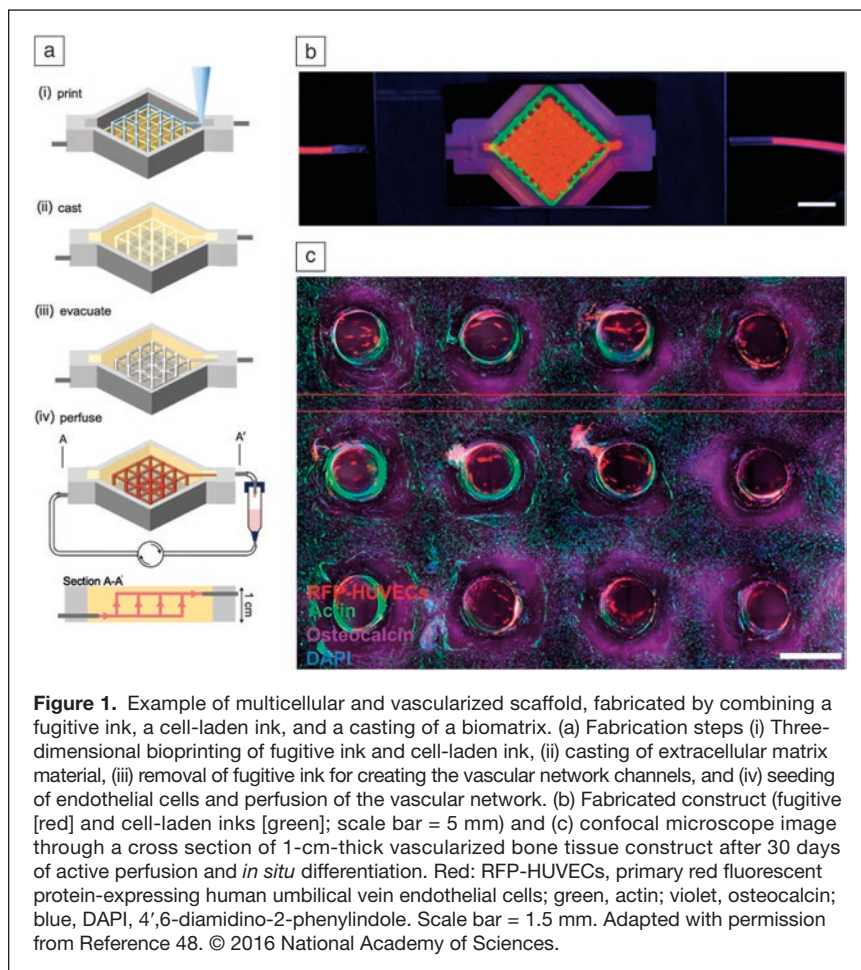 a
(i) print
(ii) cast
(iii) evacuate
(iv) perfuse
A
A′
Section A-A′
1 cm
b
c
RFP-HUVECs
Actin
Osteocalcin
DAPI
Figure 1. Example of multicellular and vascularized scaffold, fabricated by combining a
fugitive ink, a cell-laden ink, and a casting of a biomatrix. (a) Fabrication steps (i) Three-
dimensional bioprinting of fugitive ink and cell-laden ink, (ii) casting of extracellular matrix
material, (iii) removal of fugitive ink for creating the vascular network channels, and (iv) seeding
of endothelial cells and perfusion of the vascular network. (b) Fabricated construct (fugitive
[red] and cell-laden inks [green]; scale bar = 5 mm) and (c) confocal microscope image
through a cross section of 1-cm-thick vascularized bone tissue construct after 30 days
of active perfusion and in situ differentiation. Red: RFP-HUVECs, primary red fluorescent
protein-expressing human umbilical vein endothelial cells; green, actin; violet, osteocalcin;
blue, DAPI, 4′,6-diamidino-2-phenylindole. Scale bar = 1.5 mm. Adapted with permission
from Reference 48. © 2016 National Academy of Sciences.